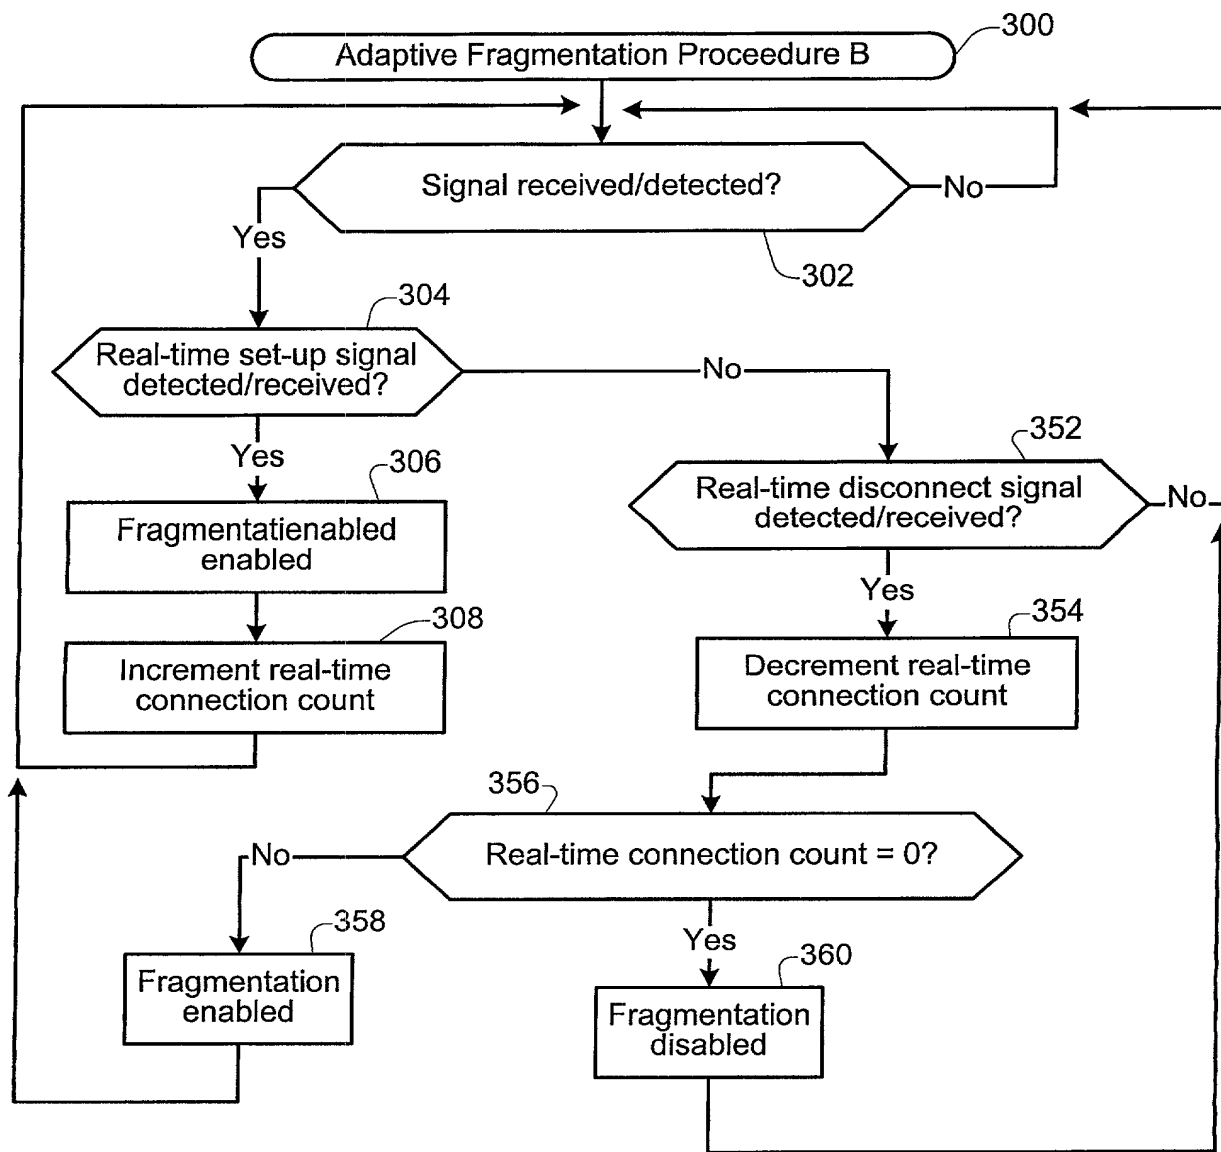 Adaptive Fragmentation Proceedure B
300
Signal received/detected?
No
302
Yes
304
Real-time set-up signal
detected/received?
No
Yes
306
Fragmentatienabled
enabled
308
Increment real-time
connection count
352
Real-time disconnect signal
detected/received?
No
Yes
354
Decrement real-time
connection count
356
Real-time connection count = 0?
No
358
Fragmentation
enabled
Yes
360
Fragmentation
disabled